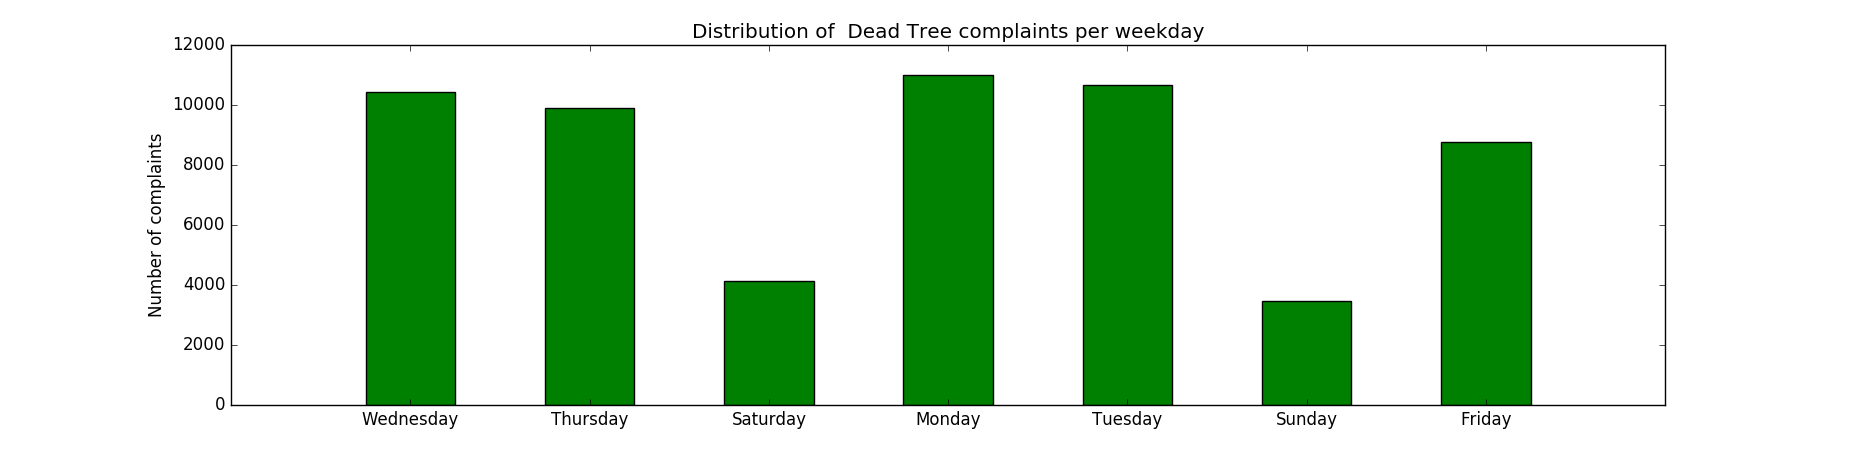 Distribution of  Dead Tree complaints per weekday
Number of complaints
12000
10000
8000
6000
4000
2000
0
Wednesday Thursday Saturday Monday Tuesday Sunday Friday